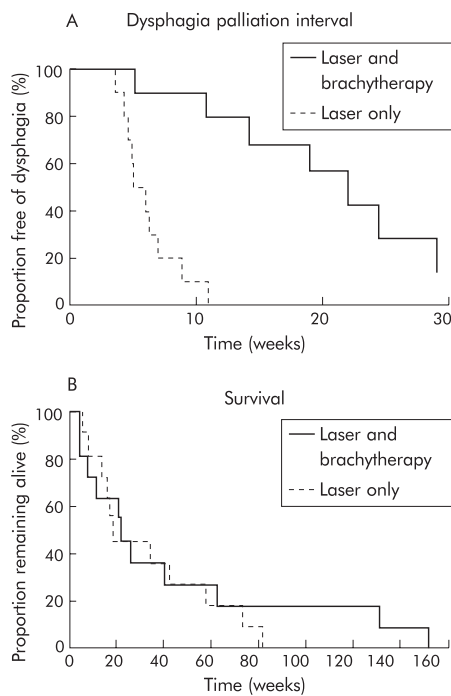 A
Dysphagia palliation interval
Laser and
brachytherapy
Laser only
Proportion free of dysphagia (%)
100
80
60
40
20
0
0 10 20 30
Time (weeks)
B
Survival
Laser and
brachytherapy
Laser only
Proportion remaining alive (%)
100
80
60
40
20
0
0 20 40 60 80 100 120 140 160
Time (weeks)